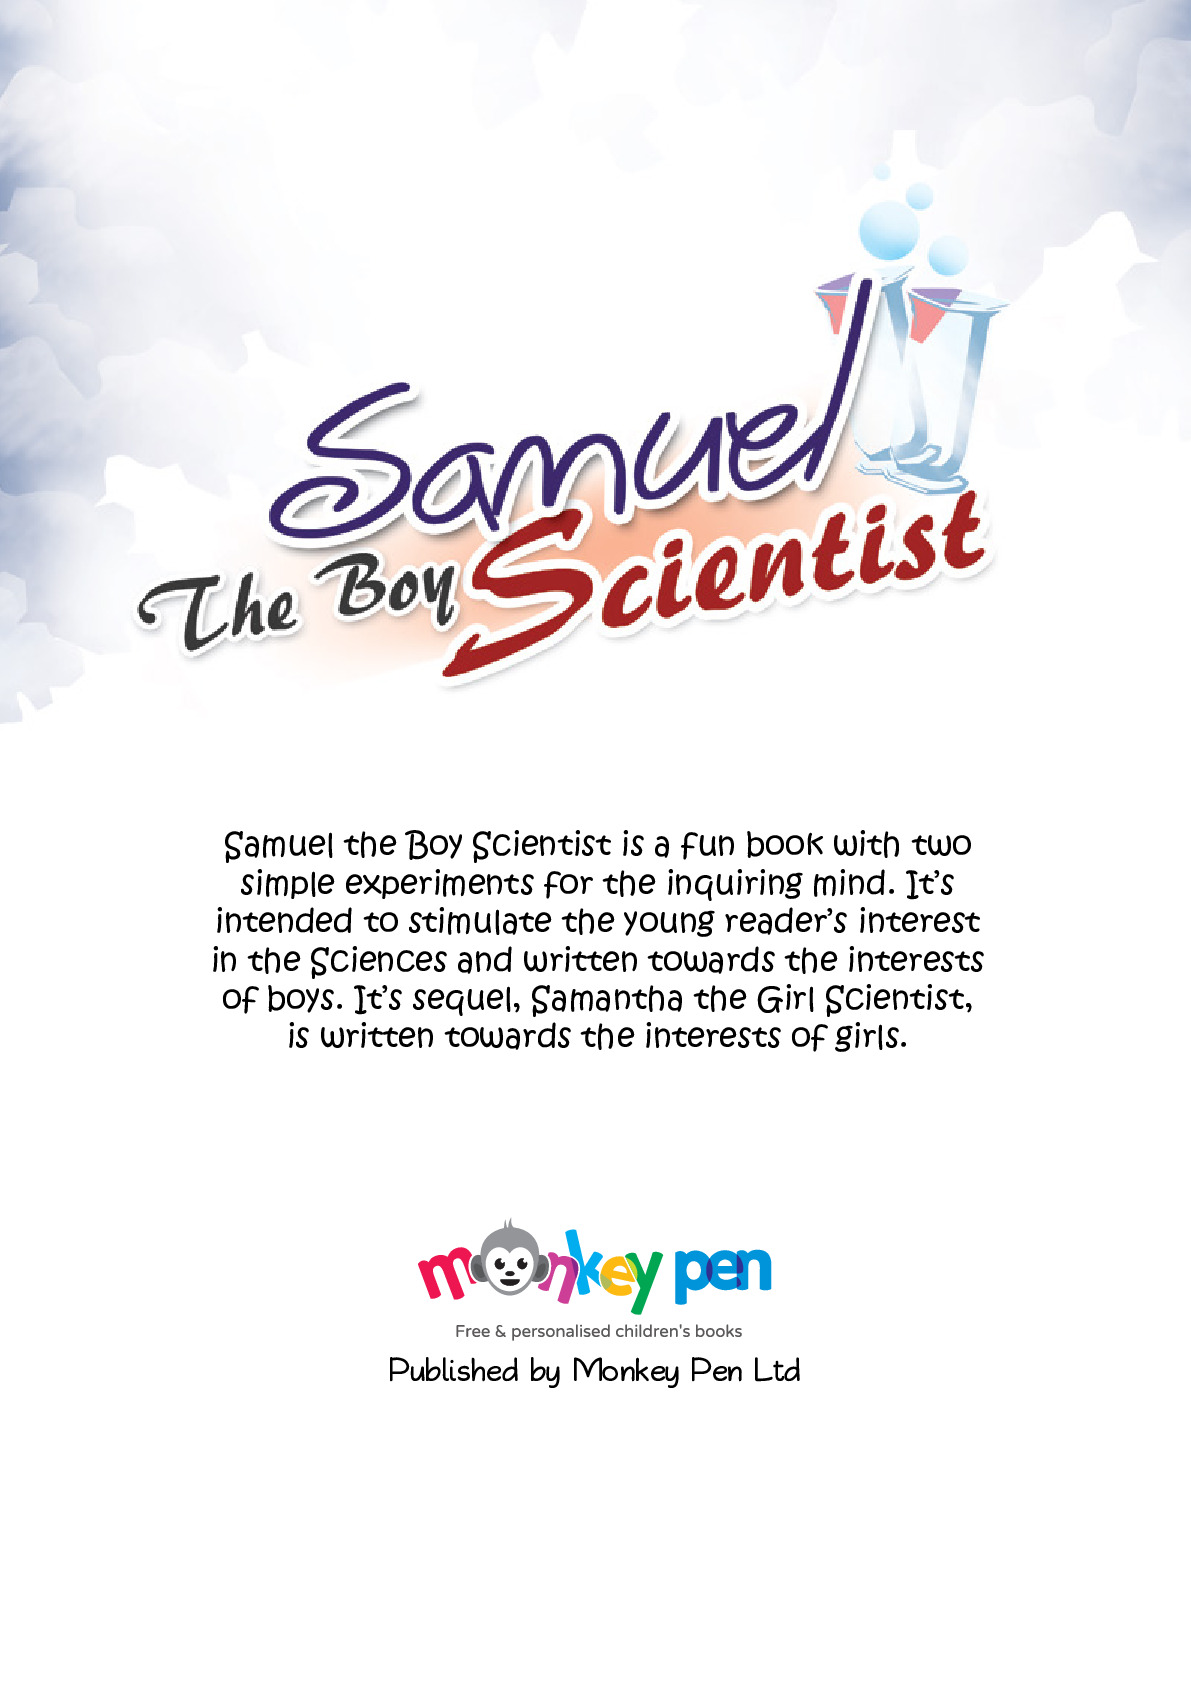 Samuel
The Boy Scientist
Samuel the Boy Scientist is a fun book with two
simple experiments for the inquiring mind. It’s
intended to stimulate the young reader’s interest
in the Sciences and written towards the interests
of boys. It’s sequel, Samantha the Girl Scientist,
is written towards the interests of girls.
monkey pen
Free & personalised children's books
Published by Monkey Pen Ltd